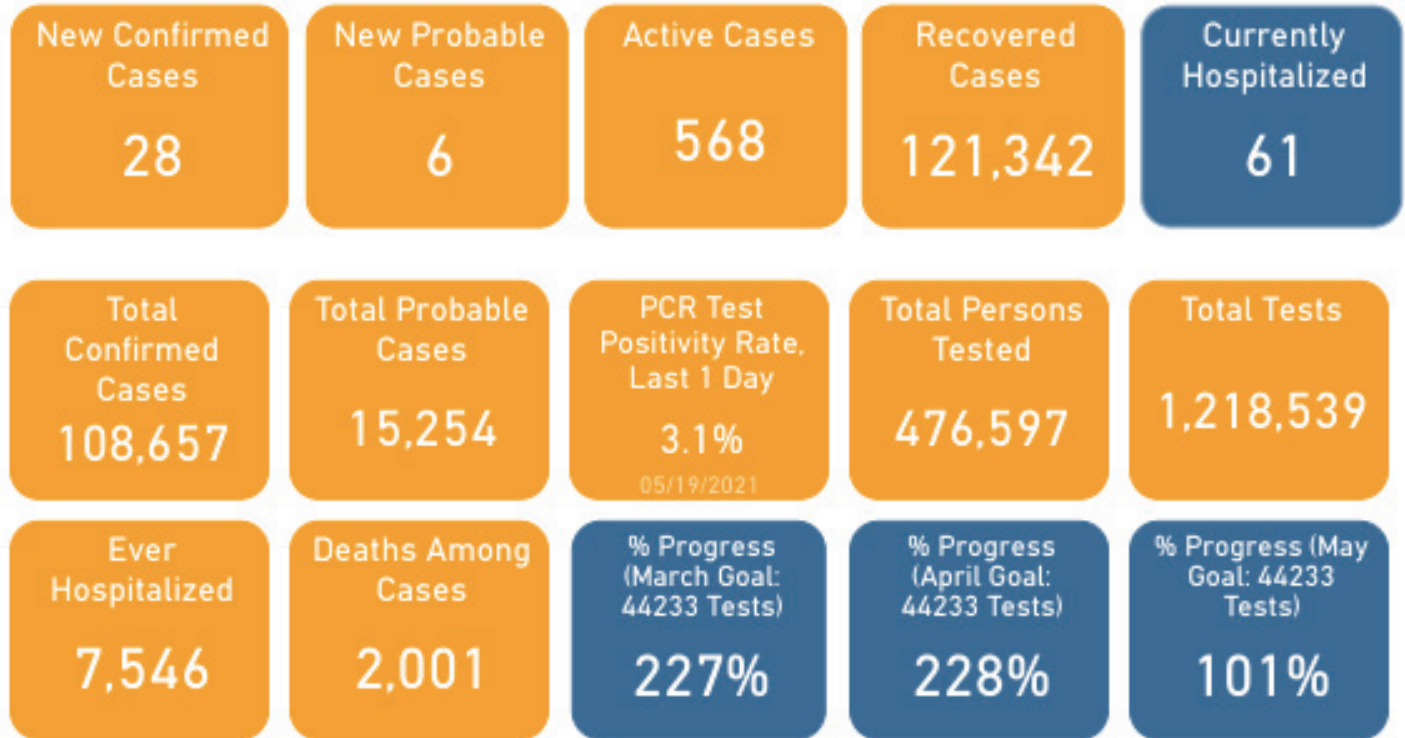 New Confirmed
Cases
28
New Probable
Cases
6
Active Cases
568
Recovered
Cases
121,342
Currently
Hospitalized
61
Total
Confirmed
Cases
108,657
Total Probable
Cases
15,254
PCR Test
Positivity Rate,
Last 1 Day
3.1%
05/19/2021
Total Persons
Tested
476,597
Total Tests
1,218,539
Ever
Hospitalized
7,546
Deaths Among
Cases
2,001
% Progress
(March Goal:
44233 Tests)
227%
% Progress
(April Goal:
44233 Tests)
228%
% Progress (May
Goal: 44233
Tests)
101%